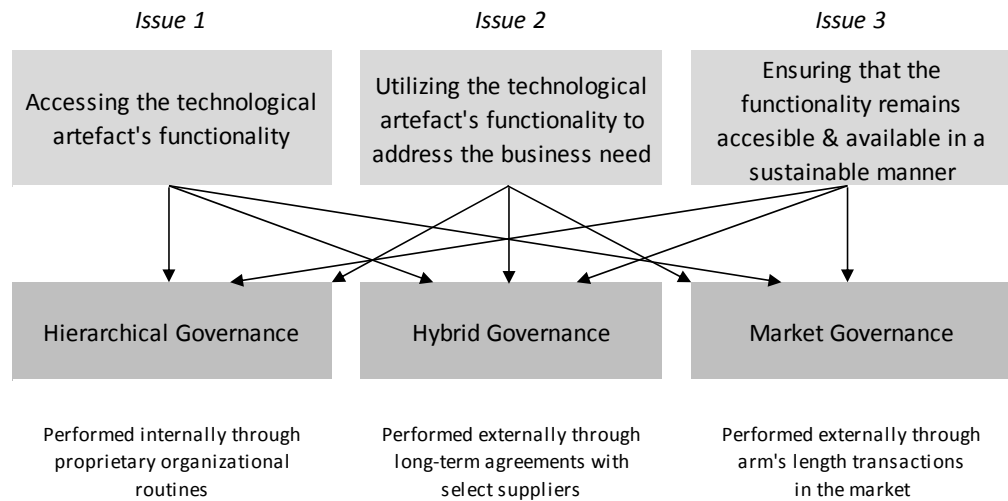 Issue 1
Issue 2
Issue 3
Accessing the technological
artefact's functionality
Utilizing the technological
artefact's functionality to
address the business need
Ensuring that the
functionality remains
accesible & available in a
sustainable manner
Hierarchical Governance
Hybrid Governance
Market Governance
Performed internally through
proprietary organizational
routines
Performed externally through
long-term agreements with
select suppliers
Performed externally through
arm's length transactions
in the market